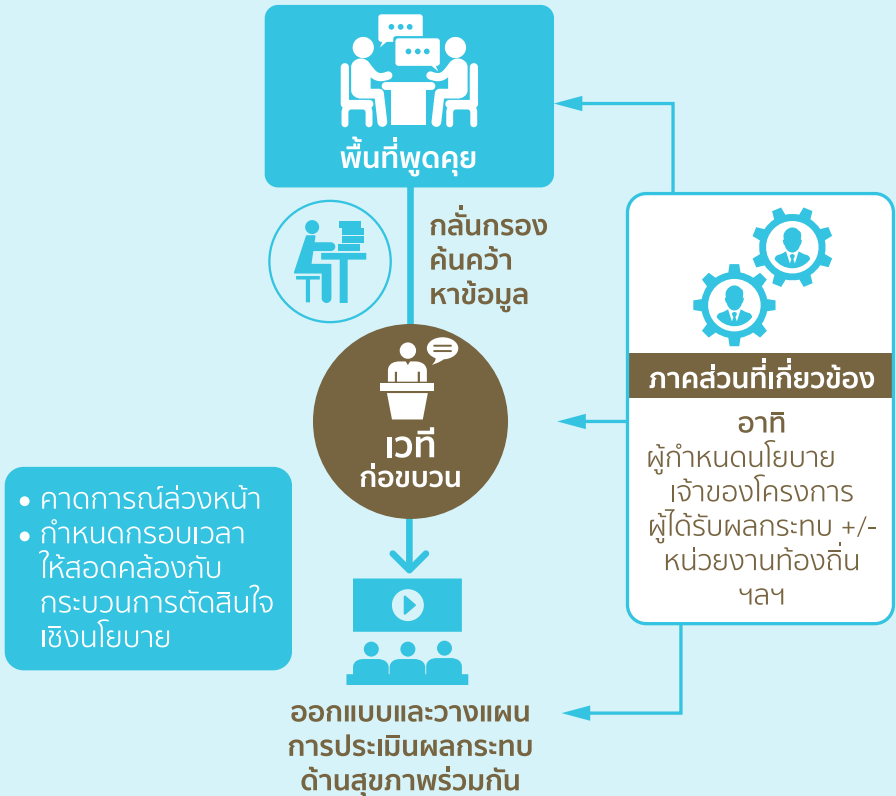 พื้นที่พูดคุย
กลั่นกรอง
ค้นคว้า
หาข้อมูล
เวที
ก่อขบวน
• คาดการณ์ล่วงหน้า
• กำหนดกรอบเวลา
ให้สอดคล้องกับ
กระบวนการตัดสินใจ
เชิงนโยบาย
ออกแบบและวางแผน
การประเมินผลกระทบ
ด้านสุขภาพร่วมกัน
ภาคส่วนที่เกี่ยวข้อง
อาทิ
ผู้กำหนดนโยบาย
เจ้าของโครงการ
ผู้ได้รับผลกระทบ +/-
หน่วยงานท้องถิ่น
ฯลฯ